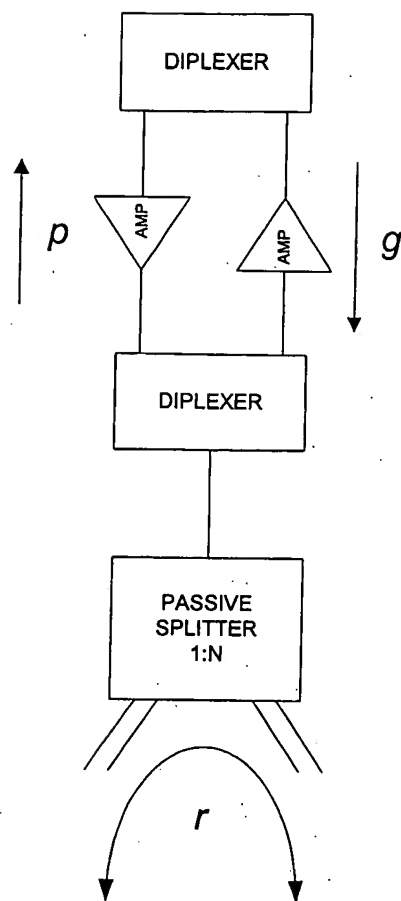 DIPLEXER
p
AMP
AMP
g
DIPLEXER
PASSIVE
SPLITTER
1:N
r